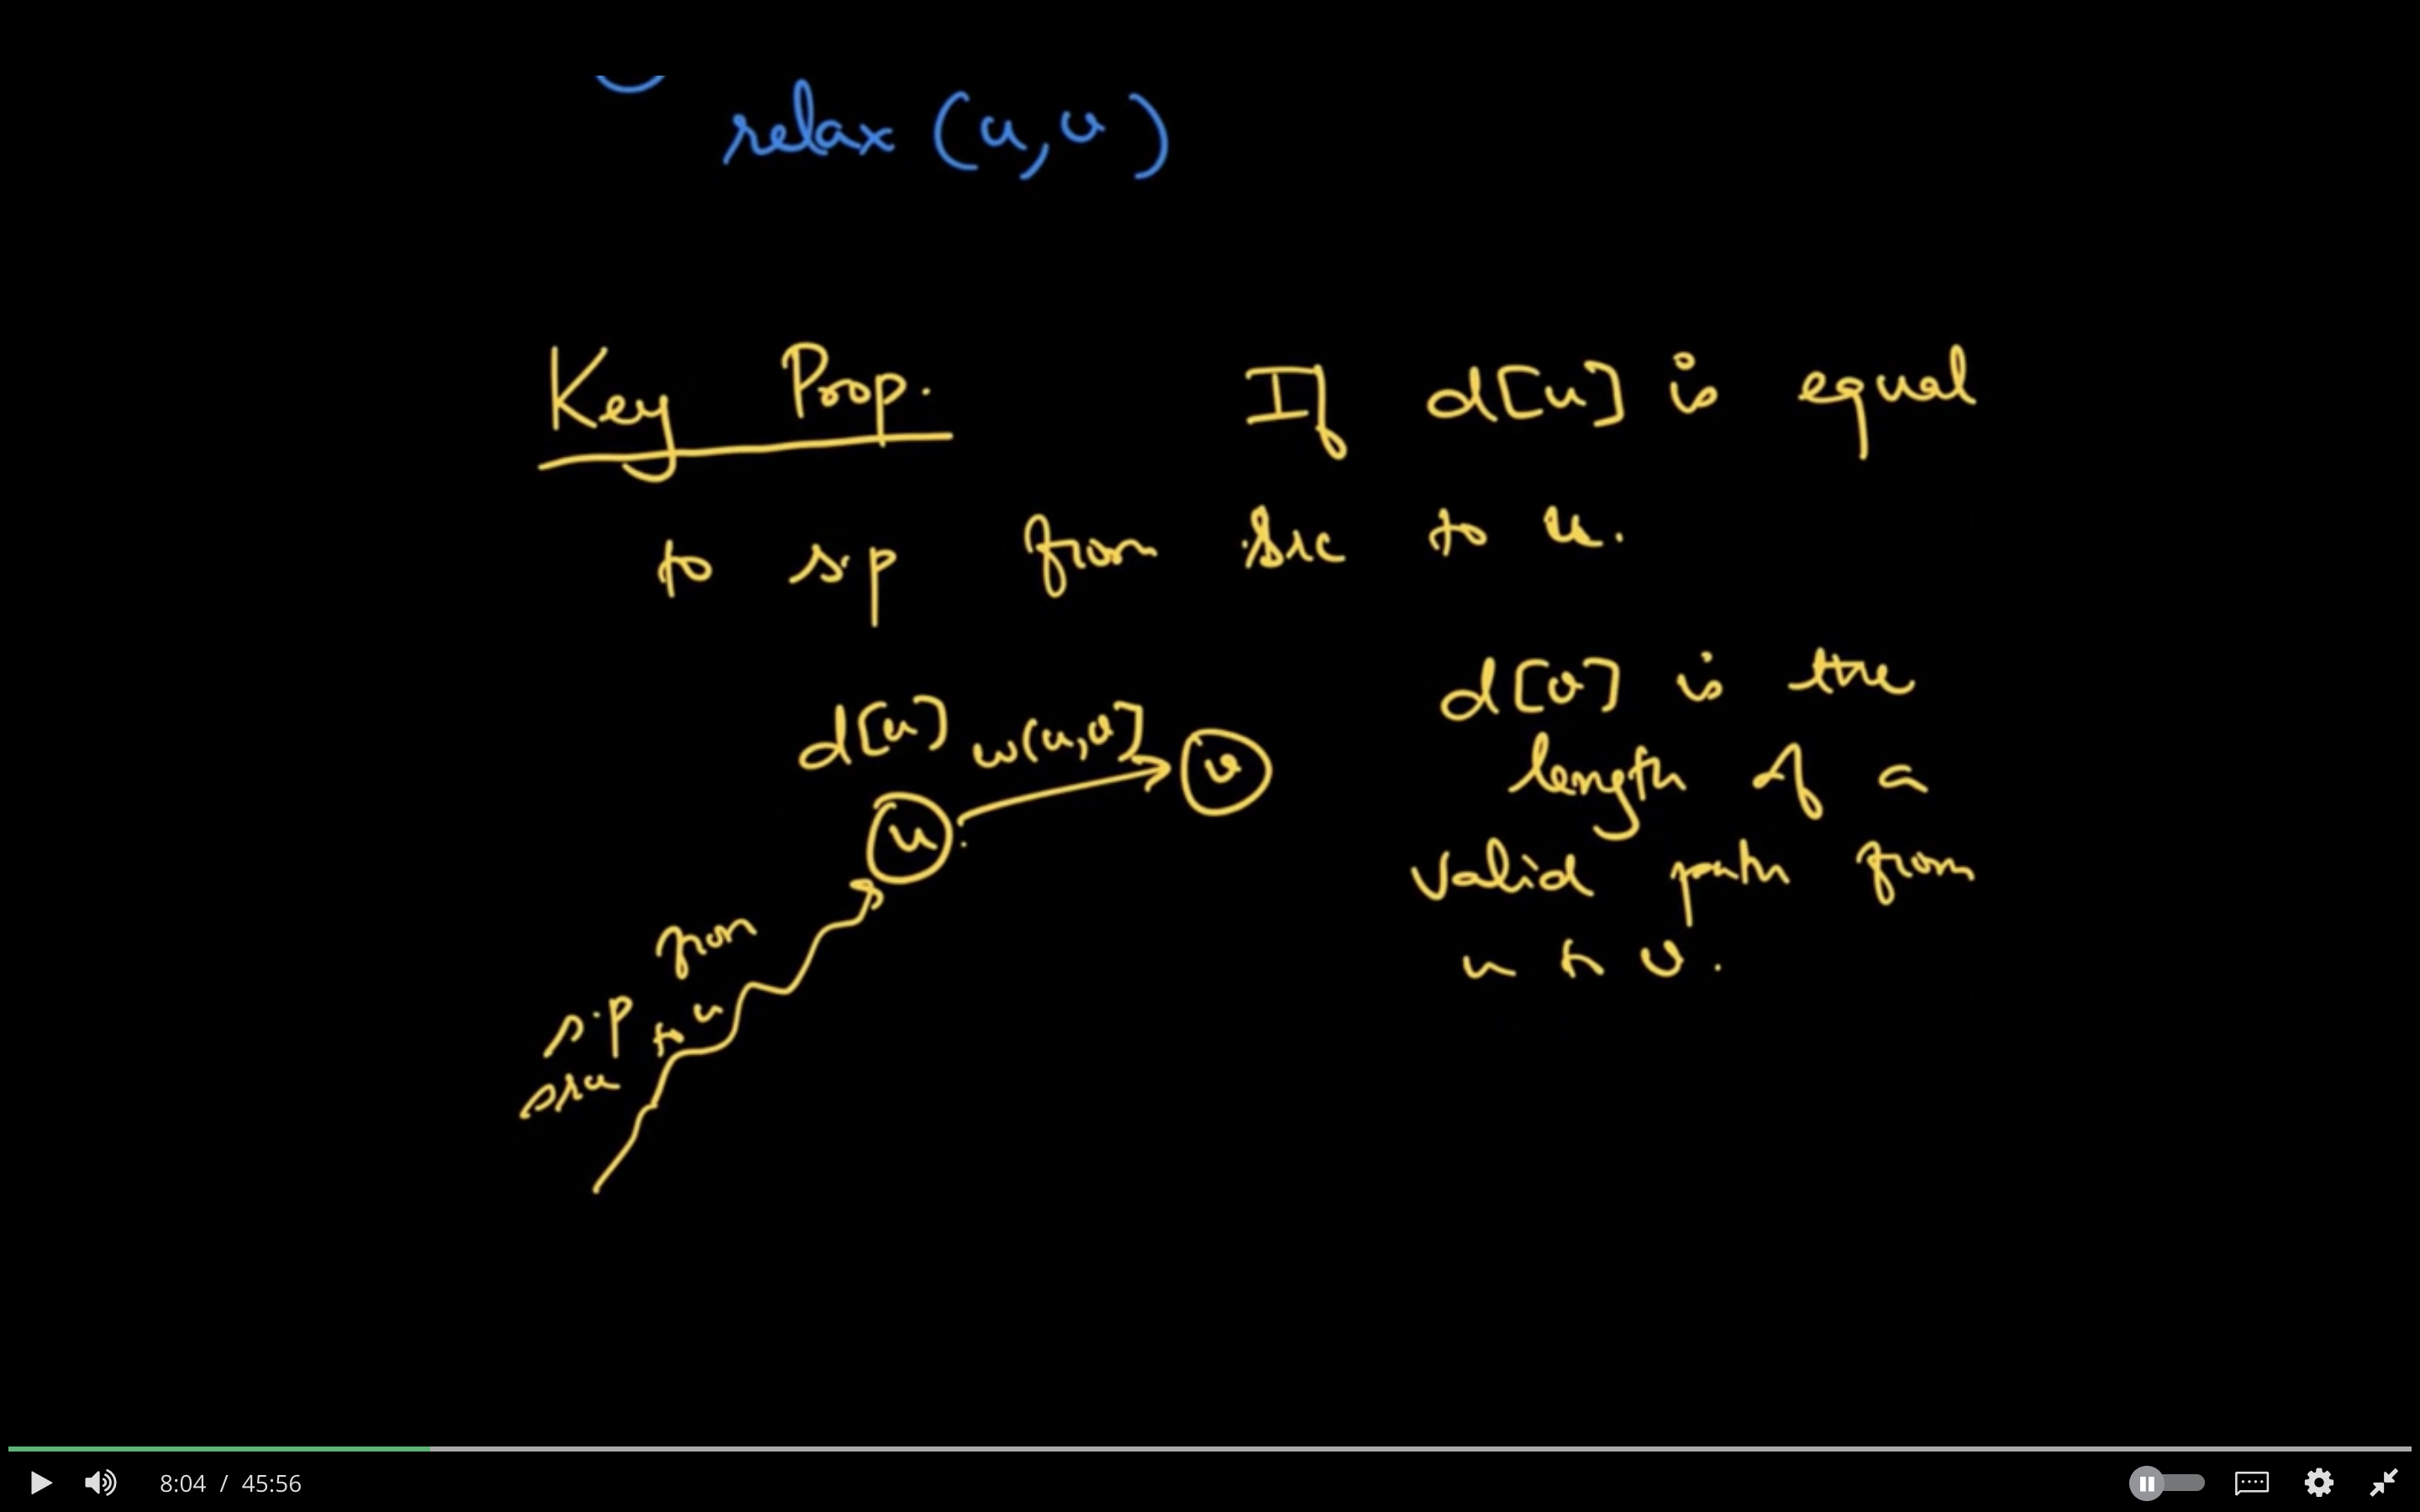 relax (u,v)
Key Prop. If d[u] is equal
to s.p from src to u.
d[u] w(u,v]
v
u
s.p from
src to u
d[v] is the
length of a
valid path from
u to v.
8:04 / 45:56